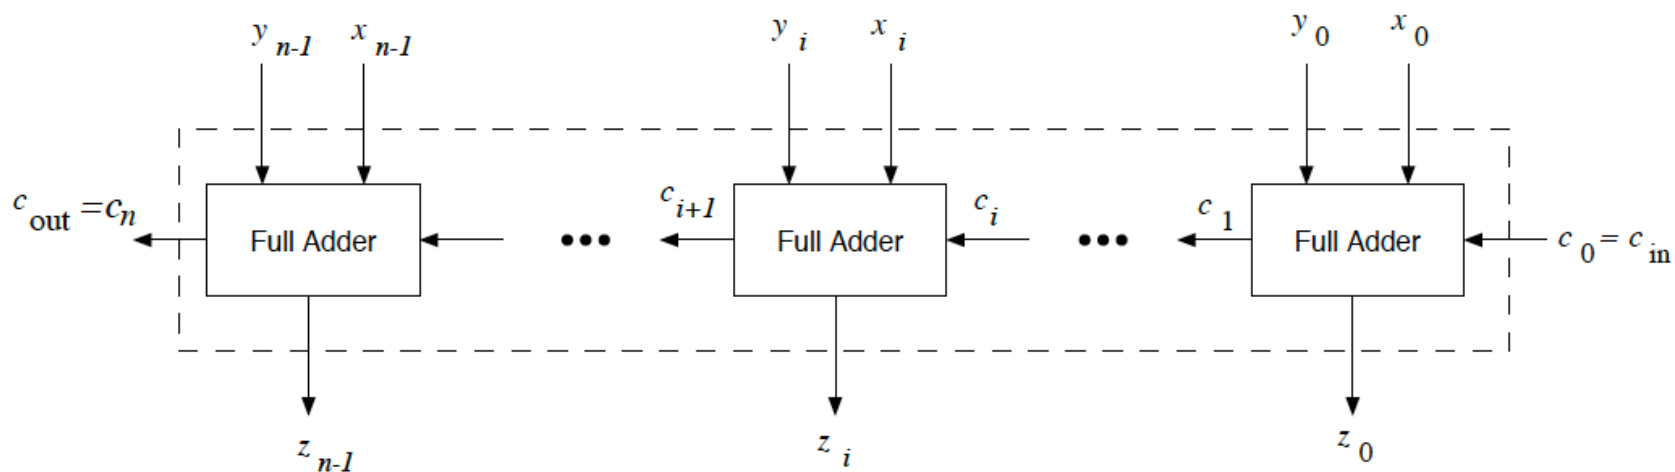 y n-1 x n-1 y i x i y 0 x 0
c out = c n Full Adder c i+1 Full Adder c i c 1 Full Adder c 0 = c in
z n-1 z i z 0